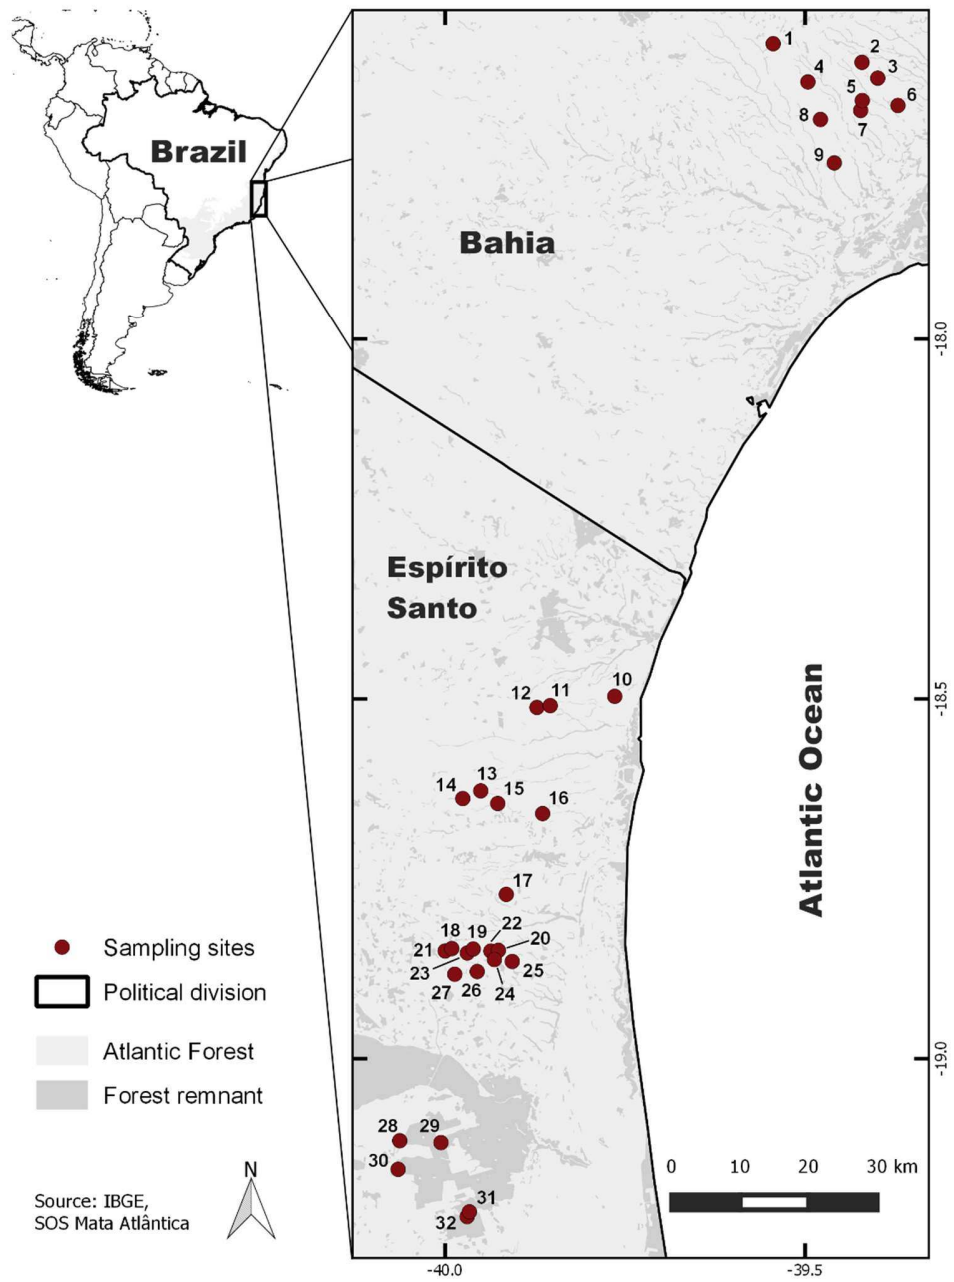 Brazil
Bahia
Espírito
Santo
Atlantic Ocean
1
2
3
4
5
6
7
8
9
10
11
12
13
14
15
16
17
18
19
22
20
21
23
25
27
26
24
28
29
30
31
32
-18.0
-18.5
-19.0
-40.0
-39.5
0 10 20 30 km
Sampling sites
Political division
Atlantic Forest
Forest remnant
N
Source: IBGE,
SOS Mata Atlântica